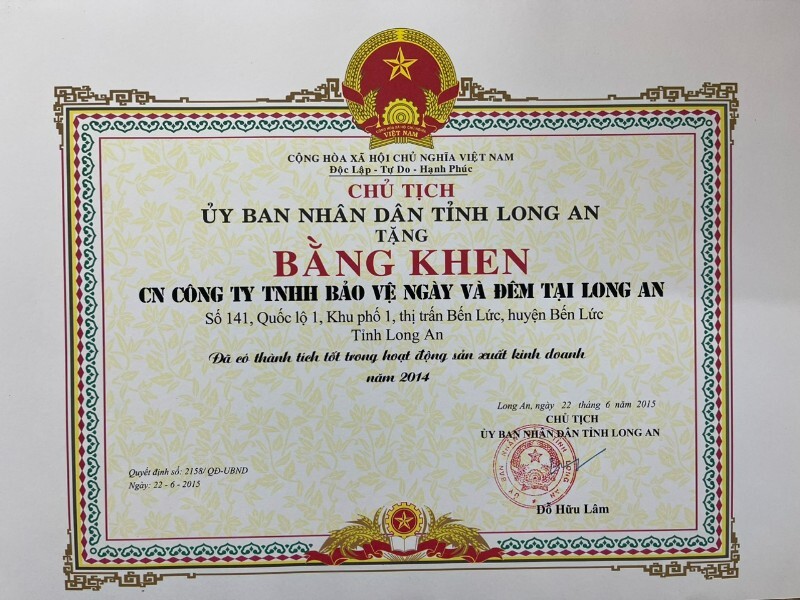 CỘNG HÒA XÃ HỘI CHỦ NGHĨA VIỆT NAM
Độc Lập - Tự Do - Hạnh Phúc
CHỦ TỊCH
ỦY BAN NHÂN DÂN TỈNH LONG AN
TẶNG
BẰNG KHEN
CN CÔNG TY TNHH BẢO VỆ NGÀY VÀ ĐÊM TẠI LONG AN
Số 141, Quốc lộ 1, Khu phố 1, thị trấn Bến Lức, huyện Bến Lức
Tỉnh Long An
Đã có thành tích tốt trong hoạt động sản xuất kinh doanh
năm 2014
Long An, ngày 22 tháng 6 năm 2015
CHỦ TỊCH
ỦY BAN NHÂN DÂN TỈNH LONG AN
Quyết định số: 2158/ QĐ-UBND
Ngày: 22 - 6 - 2015
Đỗ Hữu Lâm
VIỆT NAM